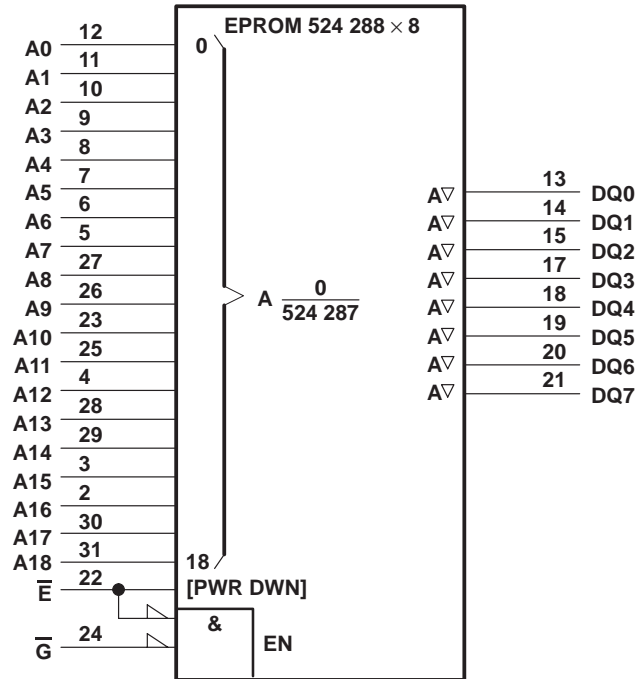 EPROM 524 288 × 8
A0 12 0
A1 11
A2 10
A3 9
A4 8
A5 7 A▽ 13 DQ0
A6 6 A▽ 14 DQ1
A7 5 A▽ 15 DQ2
A8 27 A▽ 17 DQ3
A9 26 A 0/524 287 A▽ 18 DQ4
A10 23 A▽ 19 DQ5
A11 25 A▽ 20 DQ6
A12 4 A▽ 21 DQ7
A13 28
A14 29
A15 3
A16 2
A17 30
A18 31 18
E̅ 22 [PWR DWN]
&
G̅ 24 EN